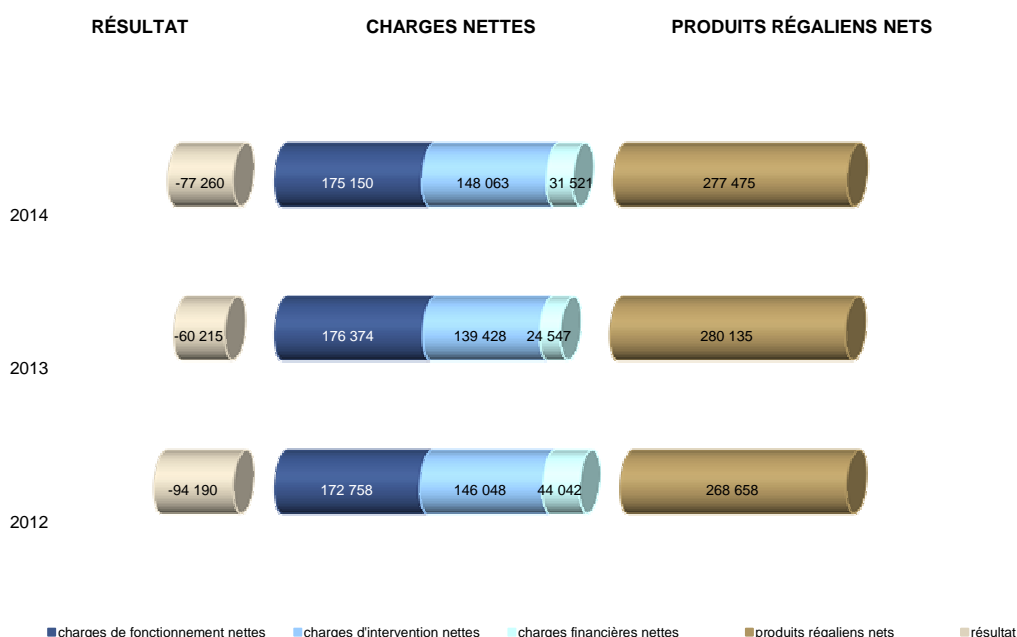 RÉSULTAT CHARGES NETTES PRODUITS RÉGALIENS NETS
-77 260 175 150 148 063 31 521 277 475
2014
-60 215 176 374 139 428 24 547 280 135
2013
-94 190 172 758 146 048 44 042 268 658
2012
charges de fonctionnement nettes charges d'intervention nettes charges financières nettes produits régaliens nets résultat